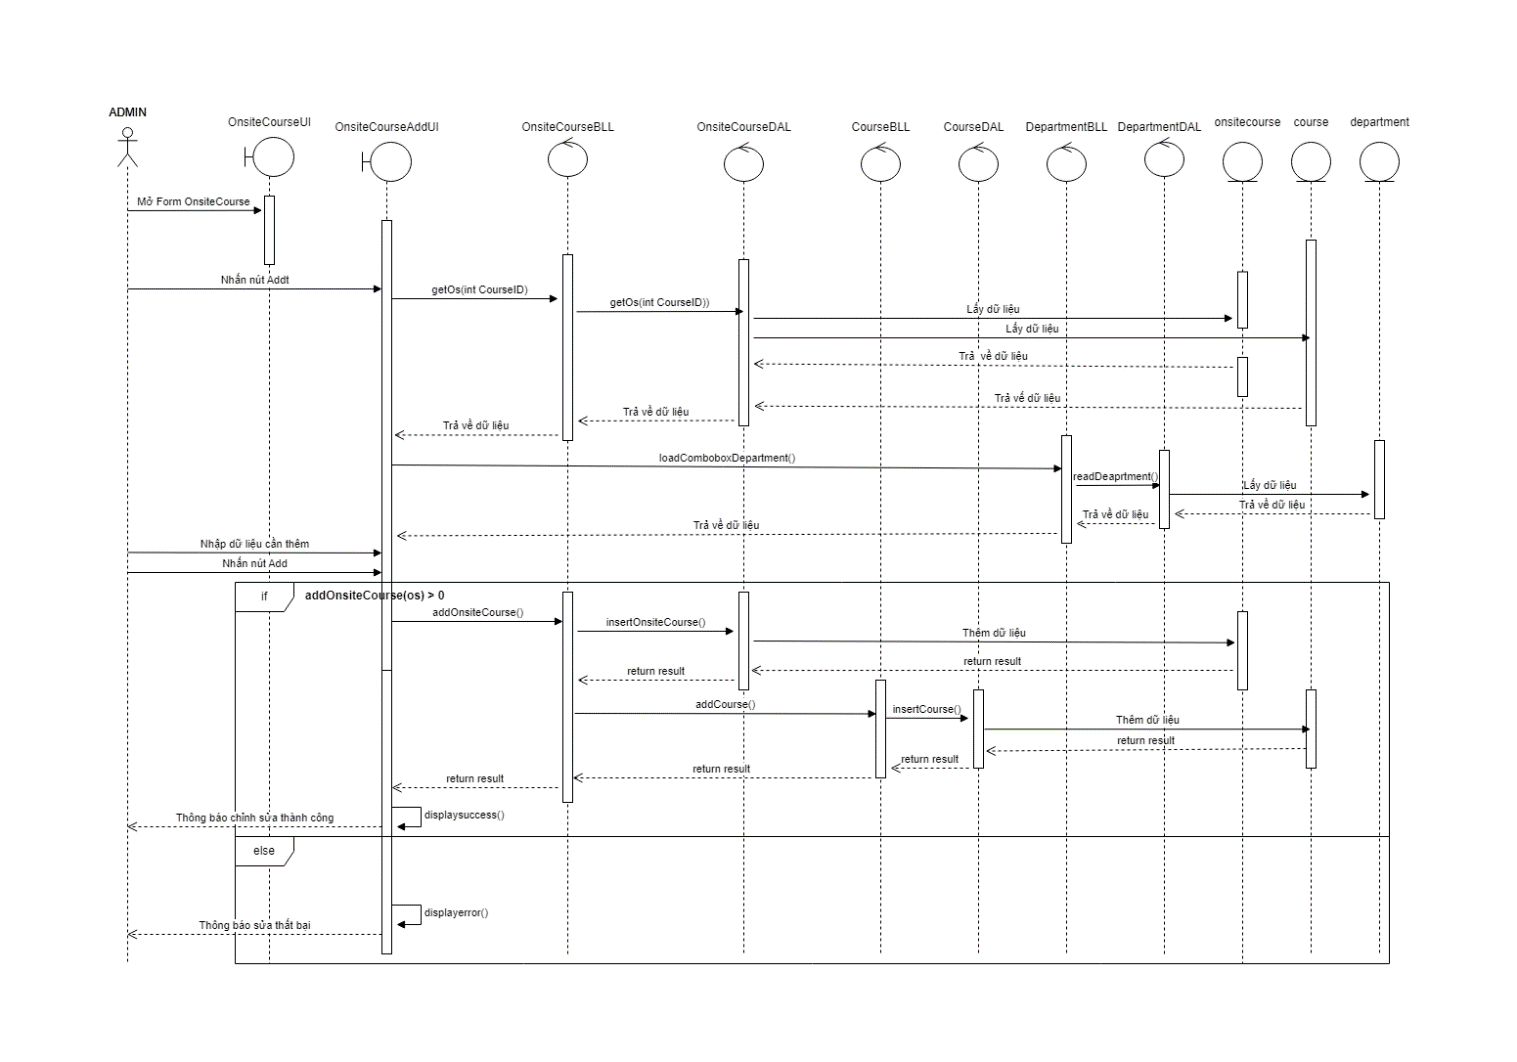 ADMIN
OnsiteCourseUI
OnsiteCourseAddUI
OnsiteCourseBLL
OnsiteCourseDAL
CourseBLL
CourseDAL
DepartmentBLL
DepartmentDAL
onsitecourse
course
department
Mở Form OnsiteCourse
Nhấn nút Addt
getOs(int CourseID)
getOs(int CourseID))
Lấy dữ liệu
Lấy dữ liệu
Trả về dữ liệu
Trả về dữ liệu
Trả về dữ liệu
Trả về dữ liệu
loadComboboxDepartment()
readDeaprtment()
Lấy dữ liệu
Trả về dữ liệu
Trả về dữ liệu
Trả về dữ liệu
Nhập dữ liệu cần thêm
Nhấn nút Add
if
addOnsiteCourse(os) > 0
addOnsiteCourse()
insertOnsiteCourse()
Thêm dữ liệu
return result
return result
addCourse()
insertCourse()
Thêm dữ liệu
return result
return result
return result
return result
displaysuccess()
Thông báo chỉnh sửa thành công
else
displayerror()
Thông báo sửa thất bại